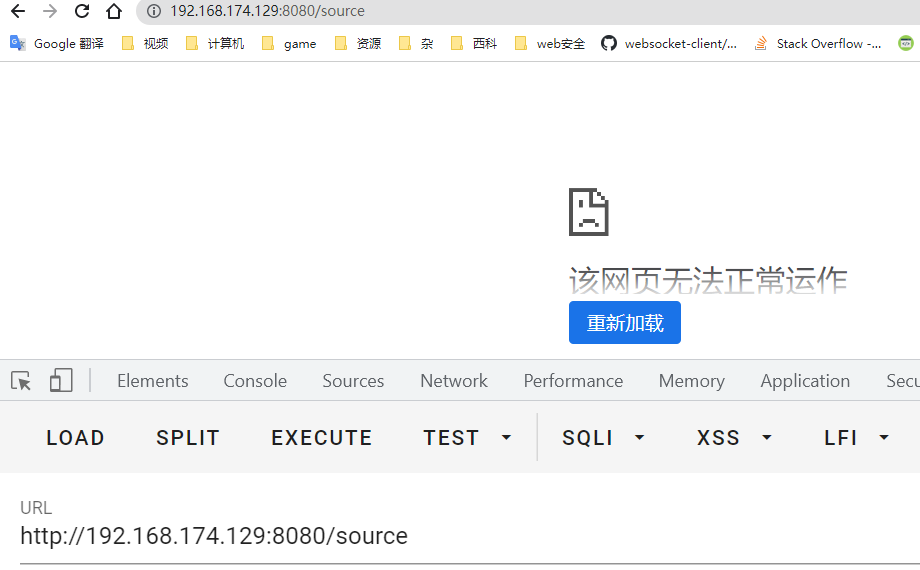 192.168.174.129:8080/source
Google 翻译 视频 计算机 game 资源 杂 西科 web安全 websocket-client/... Stack Overflow -...
该网页无法正常运作
重新加载
Elements Console Sources Network Performance Memory Application Secu
LOAD SPLIT EXECUTE TEST SQLI XSS LFI
URL
http://192.168.174.129:8080/source